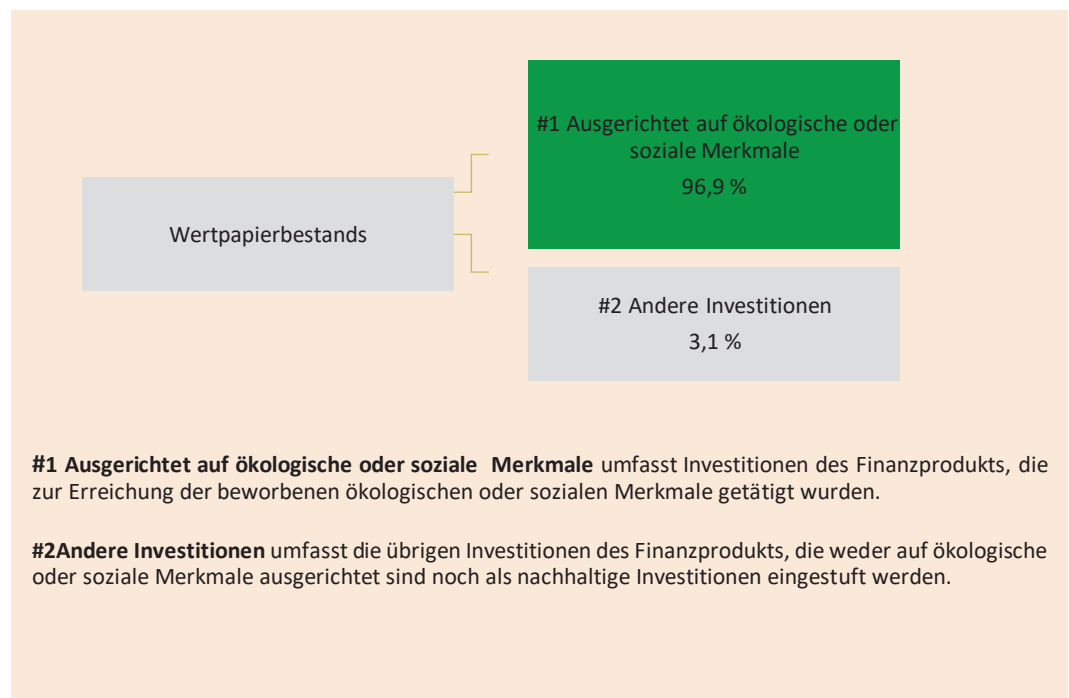 #1 Ausgerichtet auf ökologische oder
soziale Merkmale
96,9 %
Wertpapierbestands
#2 Andere Investitionen
3,1 %
#1 Ausgerichtet auf ökologische oder soziale Merkmale umfasst Investitionen des Finanzprodukts, die
zur Erreichung der beworbenen ökologischen oder sozialen Merkmale getätigt wurden.
#2Andere Investitionen umfasst die übrigen Investitionen des Finanzprodukts, die weder auf ökologische
oder soziale Merkmale ausgerichtet sind noch als nachhaltige Investitionen eingestuft werden.